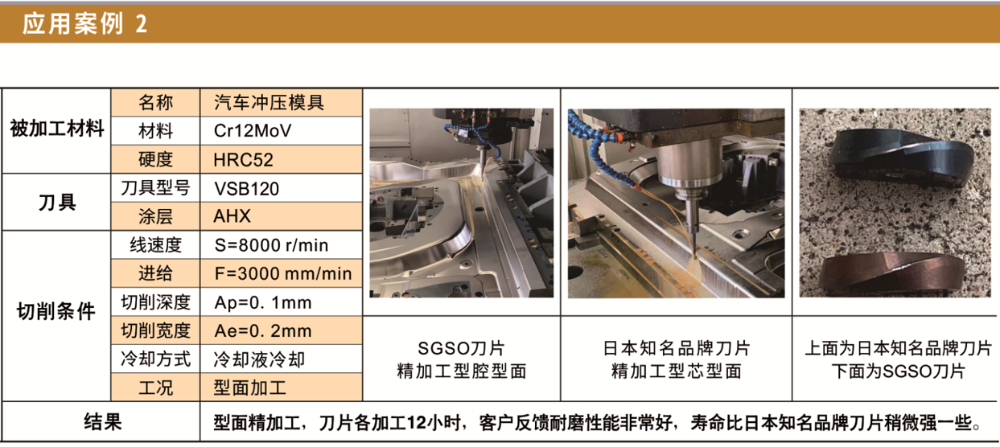 应用案例 2
被加工材料
名称 汽车冲压模具
材料 Cr12MoV
硬度 HRC52
刀具
刀具型号 VSB120
涂层 AHX
切削条件
线速度 S=8000 r/min
进给 F=3000 mm/min
切削深度 Ap=0. 1mm
切削宽度 Ae=0. 2mm
冷却方式 冷却液冷却
工况 型面加工
SGSO刀片
精加工型腔型面
日本知名品牌刀片
精加工型芯型面
上面为日本知名品牌刀片
下面为SGSO刀片
结果 型面精加工，刀片各加工12小时，客户反馈耐磨性能非常好，寿命比日本知名品牌刀片稍微强一些。